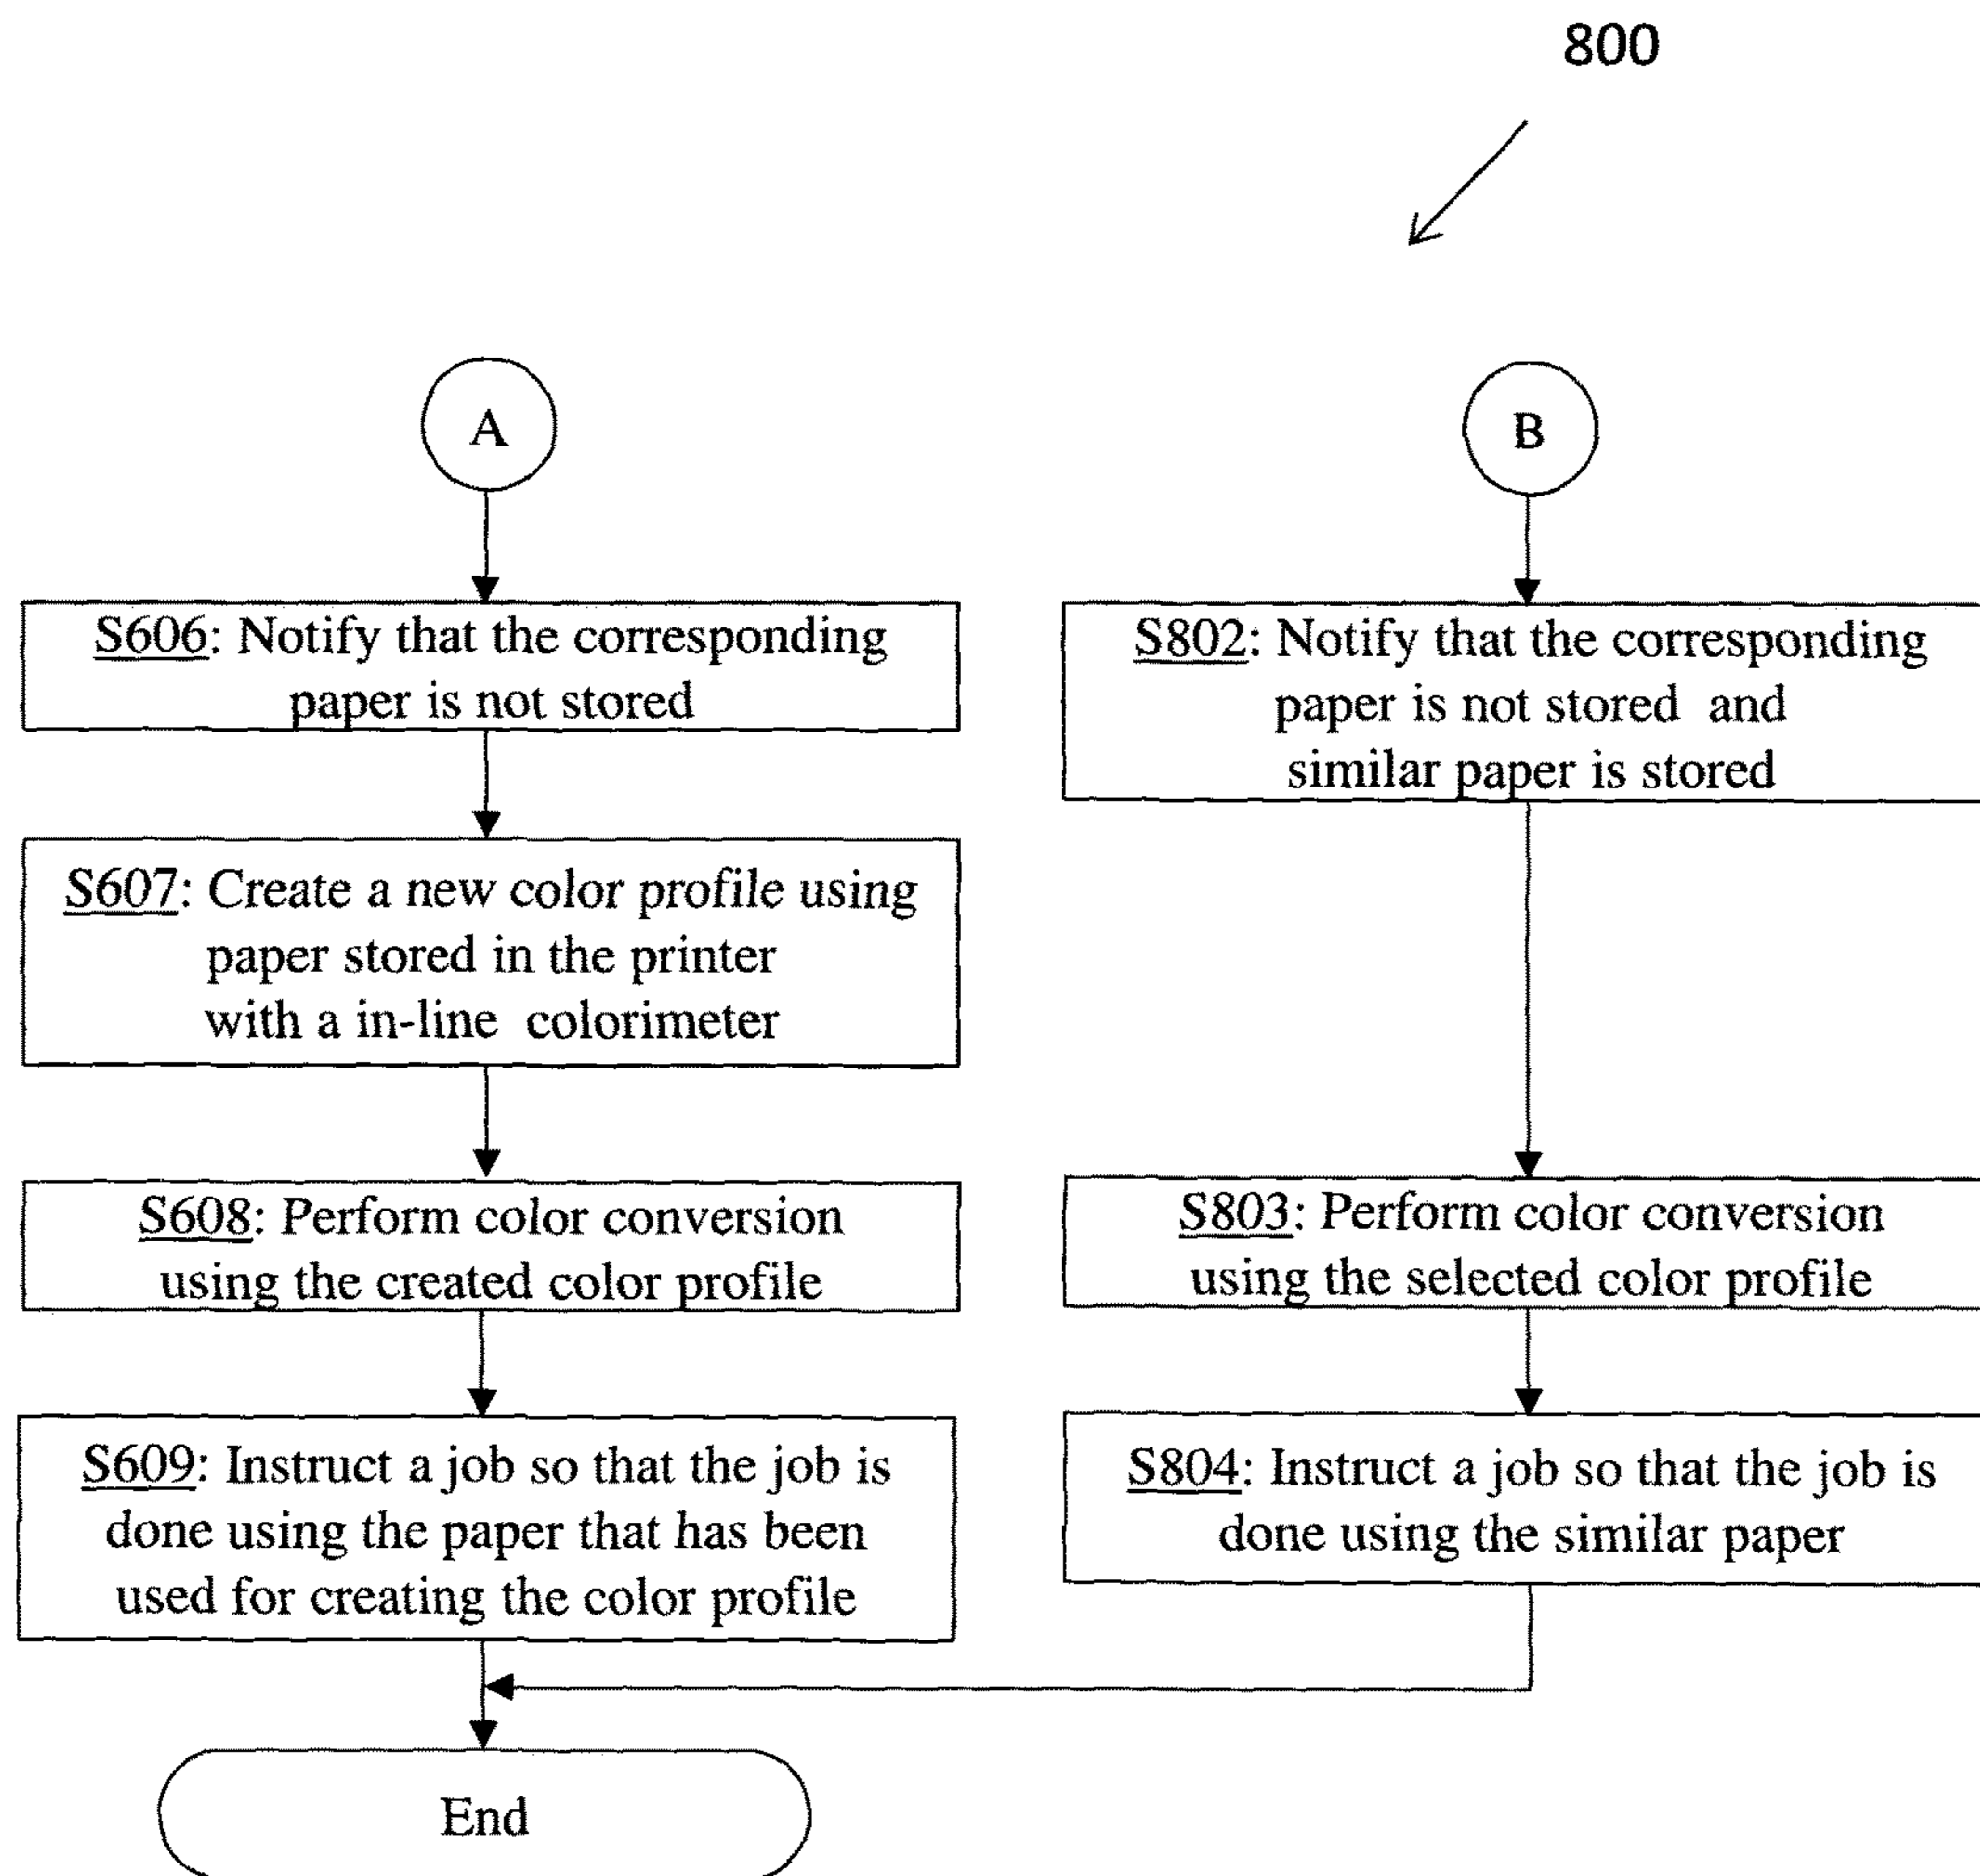 800
A
S606: Notify that the corresponding
paper is not stored
S607: Create a new color profile using
paper stored in the printer
with a in-line colorimeter
S608: Perform color conversion
using the created color profile
S609: Instruct a job so that the job is
done using the paper that has been
used for creating the color profile
B
S802: Notify that the corresponding
paper is not stored and
similar paper is stored
S803: Perform color conversion
using the selected color profile
S804: Instruct a job so that the job is
done using the similar paper
End